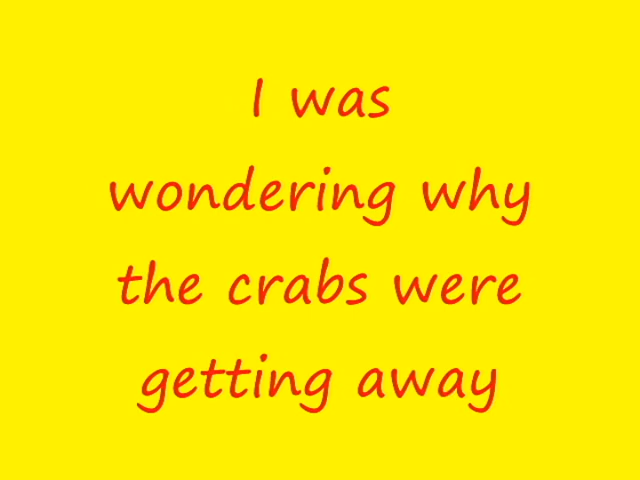 I was
wondering why
the crabs were
getting away